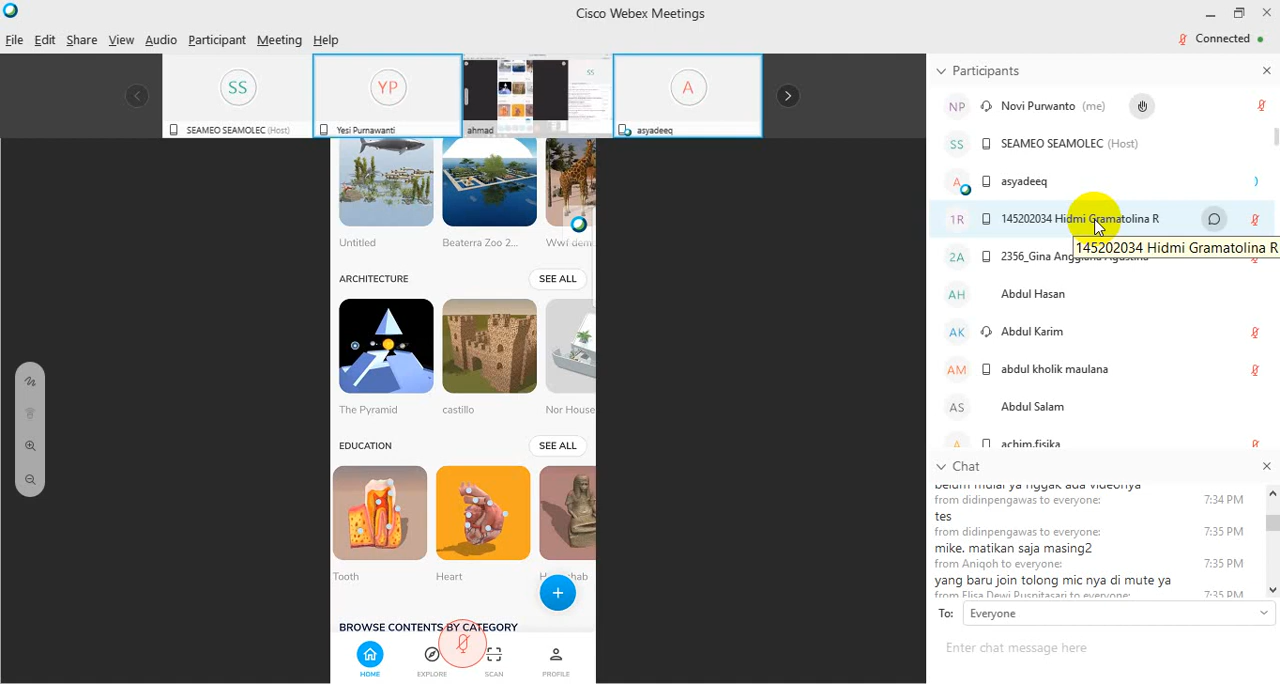 Cisco Webex Meetings
File Edit Share View Audio Participant Meeting Help
Connected
SS
SEAMEO SEAMOLEC (Host)
YP
Yesi Purnawanti
ahmad
A
asyadeeq
Untitled
Beaterra Zoo 2...
ARCHITECTURE
SEE ALL
The Pyramid
castillo
Nor House
EDUCATION
SEE ALL
Tooth
Heart
BROWSE CONTENTS BY CATEGORY
HOME
EXPLORE
SCAN
PROFILE
Participants
NP Novi Purwanto (me)
SS SEAMEO SEAMOLEC (Host)
A asyadeeq
1R 145202034 Hidmi Gramatolina R
145202034 Hidmi Gramatolina R
2A 2356_Gina Anggiana Agustina
AH Abdul Hasan
AK Abdul Karim
AM abdul kholik maulana
AS Abdul Salam
A achim.fisika
Chat
belum mulai ya nggak ada videonya
from didinpengawas to everyone: 7:34 PM
tes
from didinpengawas to everyone: 7:35 PM
mike. matikan saja masing2
from Aniqoh to everyone: 7:35 PM
yang baru join tolong mic nya di mute ya
from Elisa Dewi Puspitasari to everyone: 7:35 PM
To: Everyone
Enter chat message here